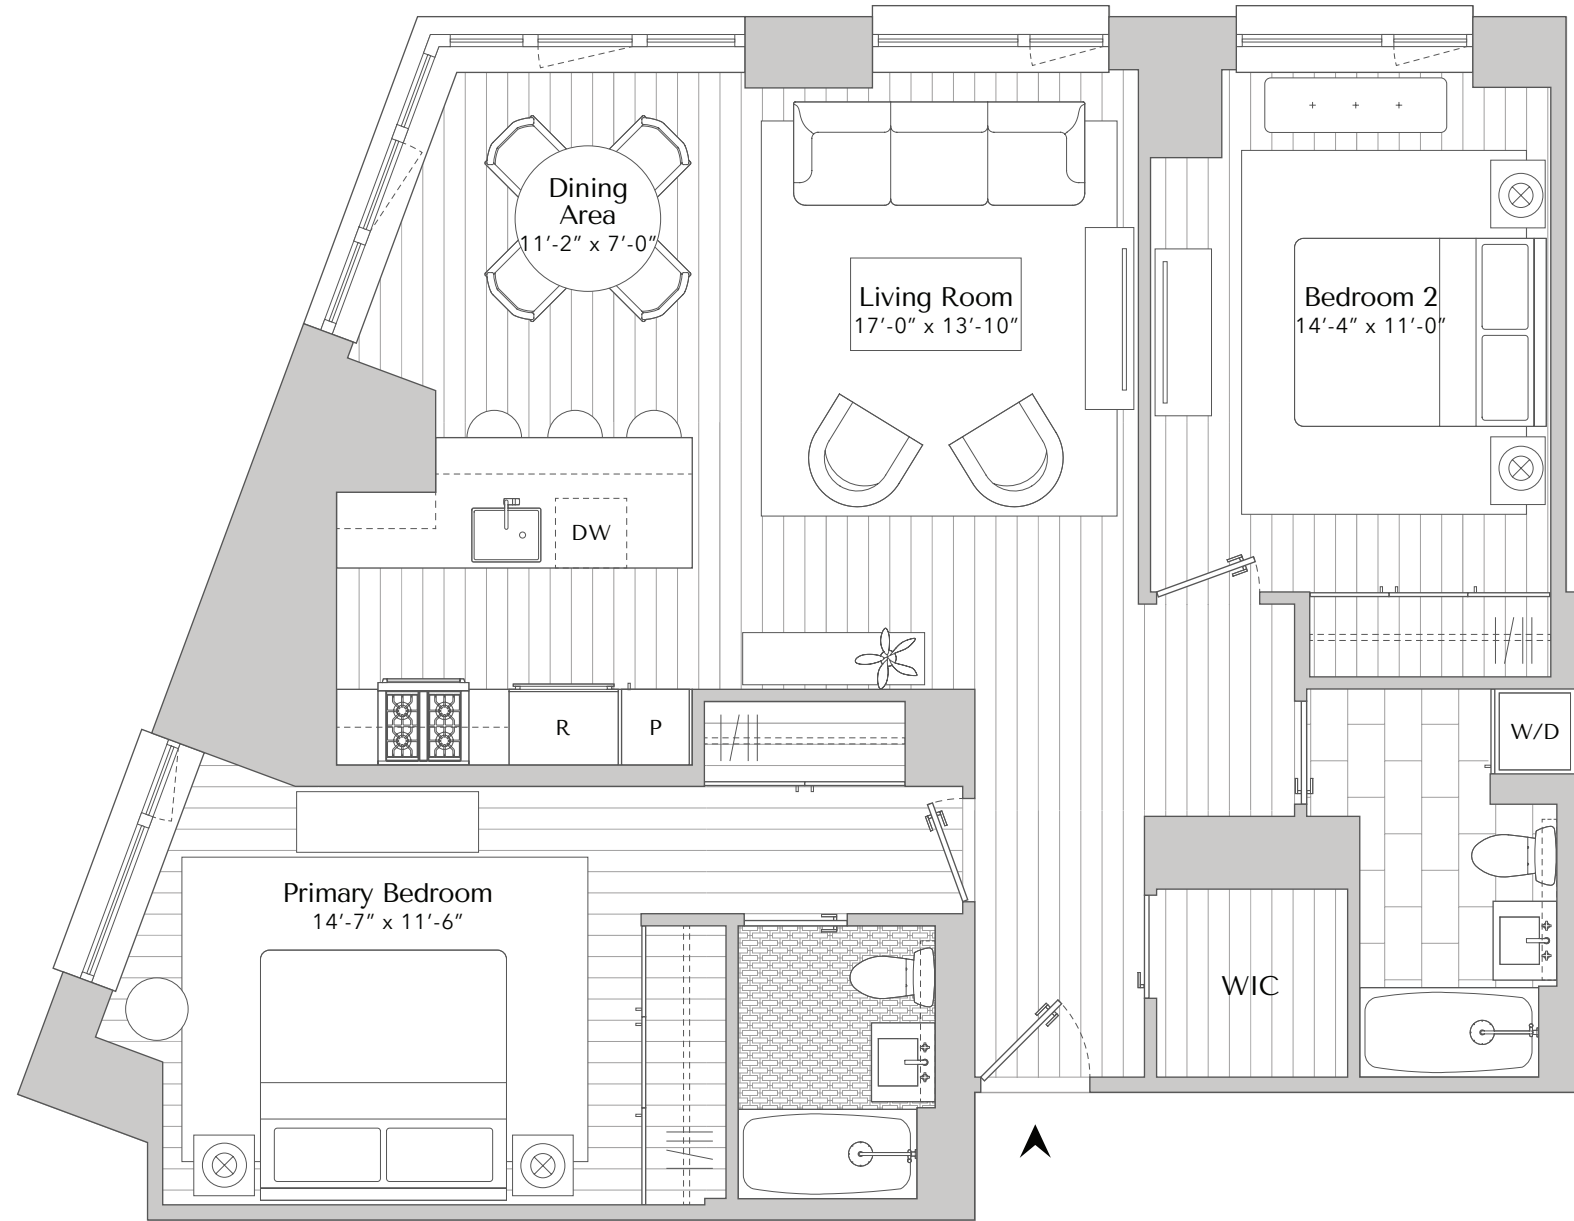 Dining
Area
11'-2" x 7'-0"
Living Room
17'-0" x 13'-10"
Bedroom 2
14'-4" x 11'-0"
DW
R
P
W/D
Primary Bedroom
14'-7" x 11'-6"
WIC